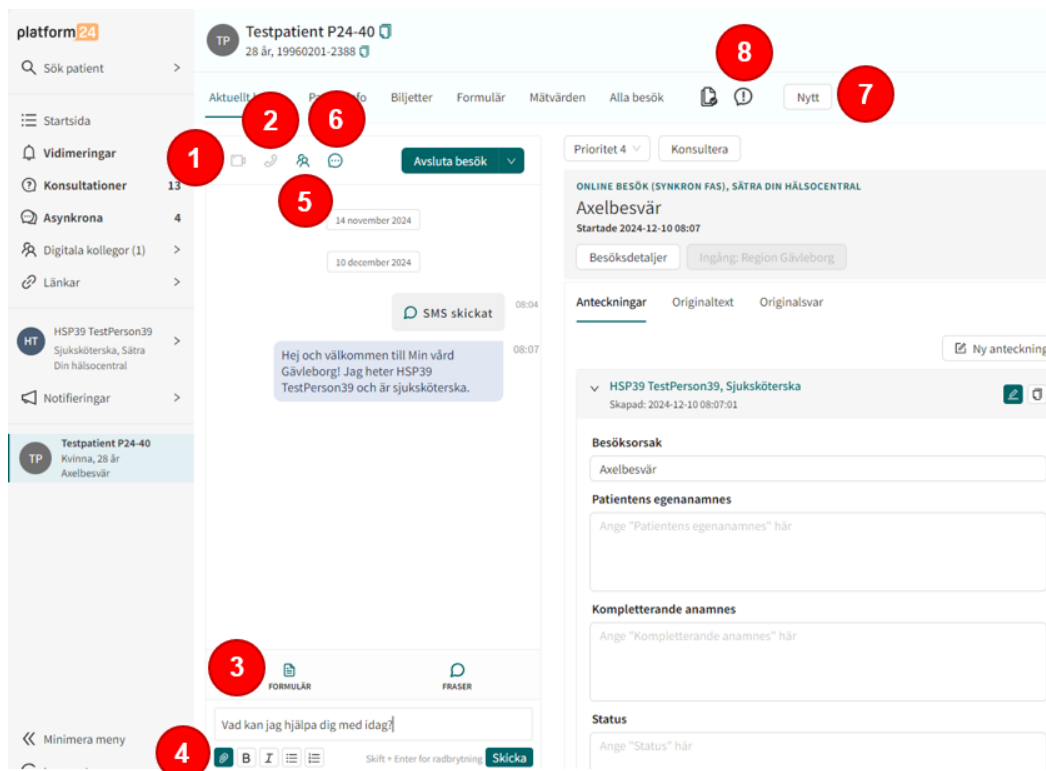 platform24
Sök patient
Startsida
Vidimeringar
Konsultationer 13
Asynkrona 4
Digitala kollegor (1)
Länkar
HT
HSP39 TestPerson39
Sjuksköterska, Sätra
Din hälsocentral
Notifieringar
TP
Testpatient P24-40
Kvinna, 28 år
Axelbesvär
Minimera meny
TP
Testpatient P24-40
28 år, 19960201-2388
Biljetter Formulär Mätvärden Alla besök Nytt
8
7
2
6
1
5
Avsluta besök
14 november 2024
10 december 2024
SMS skickat 08:04
Hej och välkommen till Min vård 08:07
Gävleborg! Jag heter HSP39
TestPerson39 och är sjuksköterska.
3
FORMULÄR FRASER
Vad kan jag hjälpa dig med idag?
4
B I Skift + Enter for radbrytning Skicka
Prioritet 4 Konsultera
ONLINE BESÖK (SYNKRON FAS), SÄTRA DIN HÄLSOCENTRAL
Axelbesvär
Startade 2024-12-10 08:07
Besöksdetaljer Ingång: Region Gävleborg
Anteckningar Originaltext Originalsvar
Ny anteckning
HSP39 TestPerson39, Sjuksköterska
Skapad: 2024-12-10 08:07:01
Besöksorsak
Axelbesvär
Patientens egenanamnes
Ange "Patientens egenanamnes" här
Kompletterande anamnes
Ange "Kompletterande anamnes" här
Status
Ange "Status" här